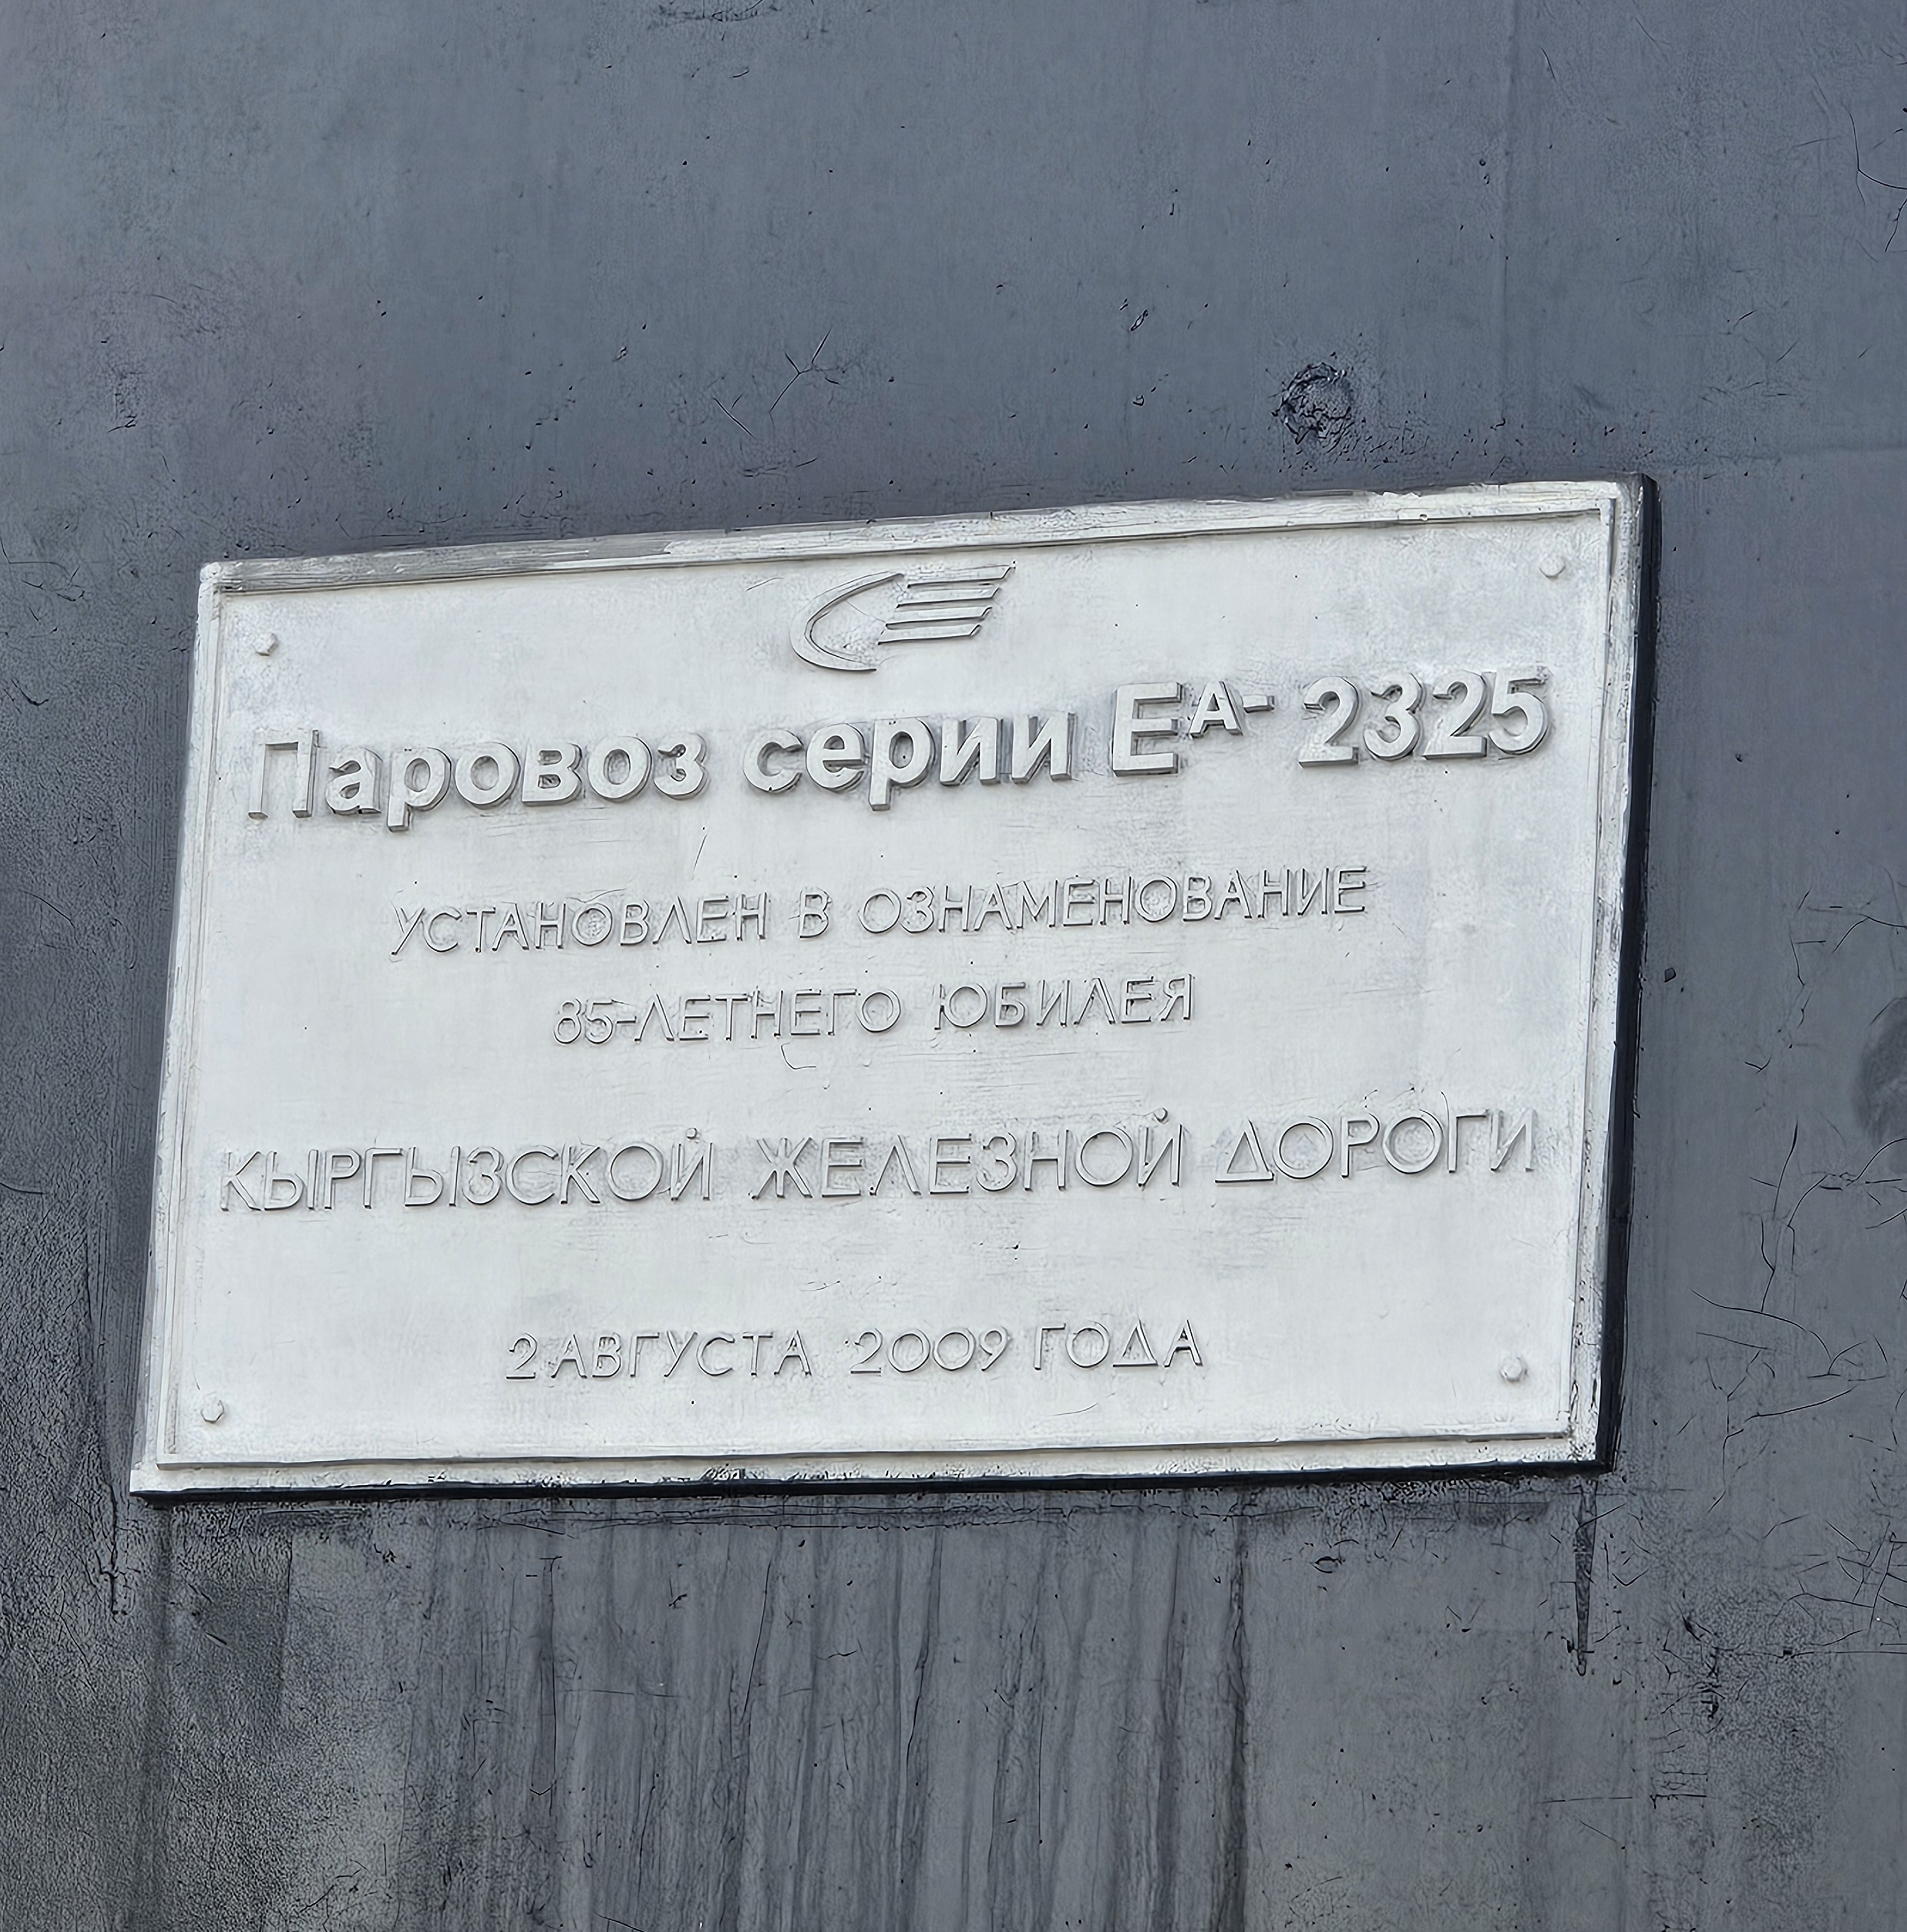 Паровоз серии Еᴬ- 2325
УСТАНОВЛЕН В ОЗНАМЕНОВАНИЕ
85-ЛЕТНЕГО ЮБИЛЕЯ
КЫРГЫЗСКОЙ ЖЕЛЕЗНОЙ ДОРОГИ
2 АВГУСТА 2009 ГОДА